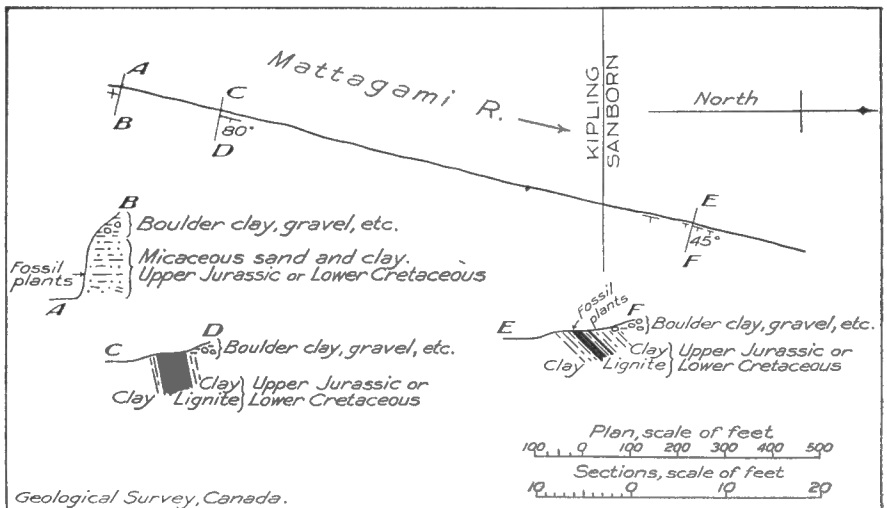 Mattagami R.
KIPLING
SANBORN
North
A
B
C
D
80°
E
F
45°
B
Boulder clay, gravel, etc.
Micaceous sand and clay.
Upper Jurassic or Lower Cretaceous
Fossil
plants
A
C
D
Boulder clay, gravel, etc.
Clay
Lignite
Clay
Upper Jurassic or
Lower Cretaceous
E
Fossil
plants
F
Boulder clay, gravel, etc.
Clay
Lignite
Clay
Upper Jurassic or
Lower Cretaceous
Plan, scale of feet
100 0 100 200 300 400 500
Sections, scale of feet
10 0 10 20
Geological Survey, Canada.